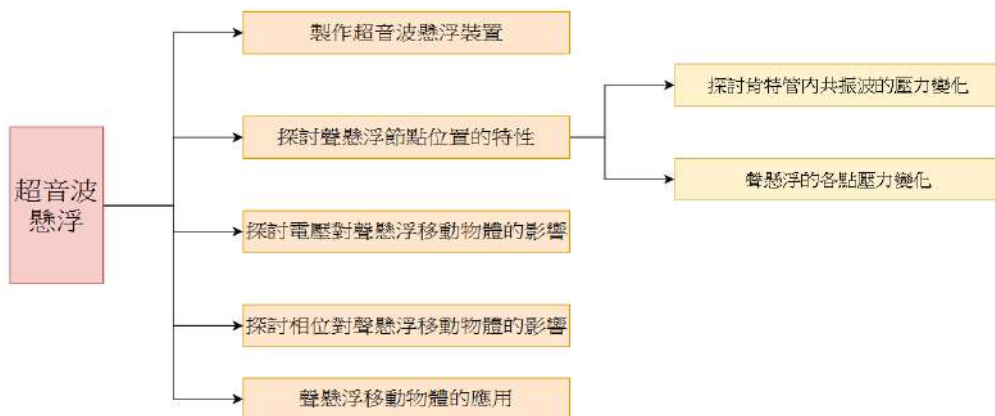 超音波
懸浮
製作超音波懸浮裝置
探討聲懸浮節點位置的特性
探討肯特管內共振波的壓力變化
聲懸浮的各點壓力變化
探討電壓對聲懸浮移動物體的影響
探討相位對聲懸浮移動物體的影響
聲懸浮移動物體的應用